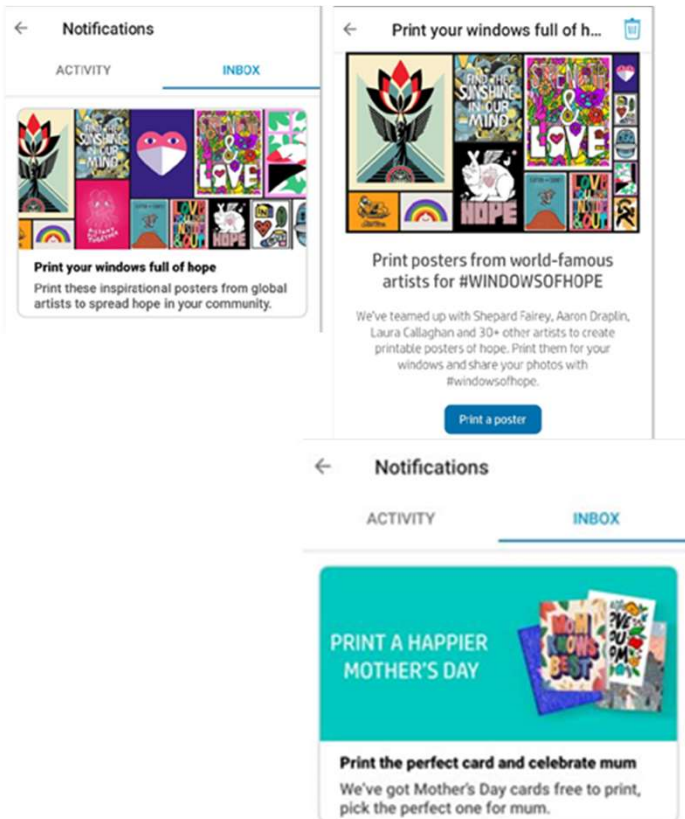 Notifications
ACTIVITY
INBOX
FIND THE
SUNSHINE
IN OUR
MIND
LOVE
DISTANT
TOGETHER
HOPE
Print your windows full of hope
Print these inspirational posters from global
artists to spread hope in your community.
Print your windows full of h...
FIND THE
SUNSHINE
IN OUR
MIND
STRENGTH
&
LOVE
HOPE
Print posters from world-famous
artists for #WINDOWSOFHOPE
We've teamed up with Shepard Fairey, Aaron Draplin,
Laura Callaghan and 30+ other artists to create
printable posters of hope. Print them for your
windows and share your photos with
#windowsofhope.
Print a poster
Notifications
ACTIVITY
INBOX
PRINT A HAPPIER
MOTHER'S DAY
MOM
KNOWS
BEST
Print the perfect card and celebrate mum
We've got Mother's Day cards free to print,
pick the perfect one for mum.